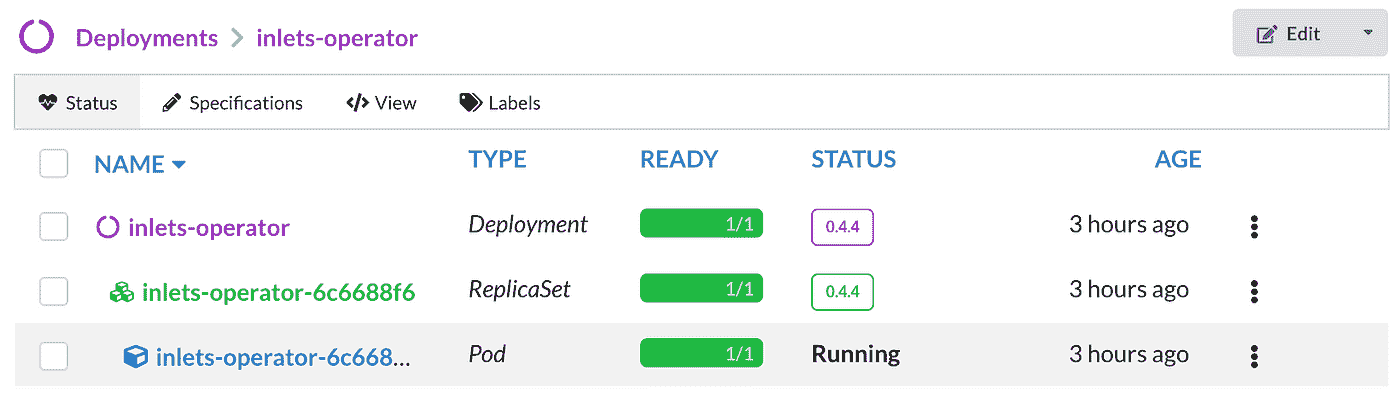 Deployments > inlets-operator
Edit
Status Specifications </> View Labels
NAME TYPE READY STATUS AGE
inlets-operator Deployment 1/1 0.4.4 3 hours ago
inlets-operator-6c6688f6 ReplicaSet 1/1 0.4.4 3 hours ago
inlets-operator-6c668... Pod 1/1 Running 3 hours ago